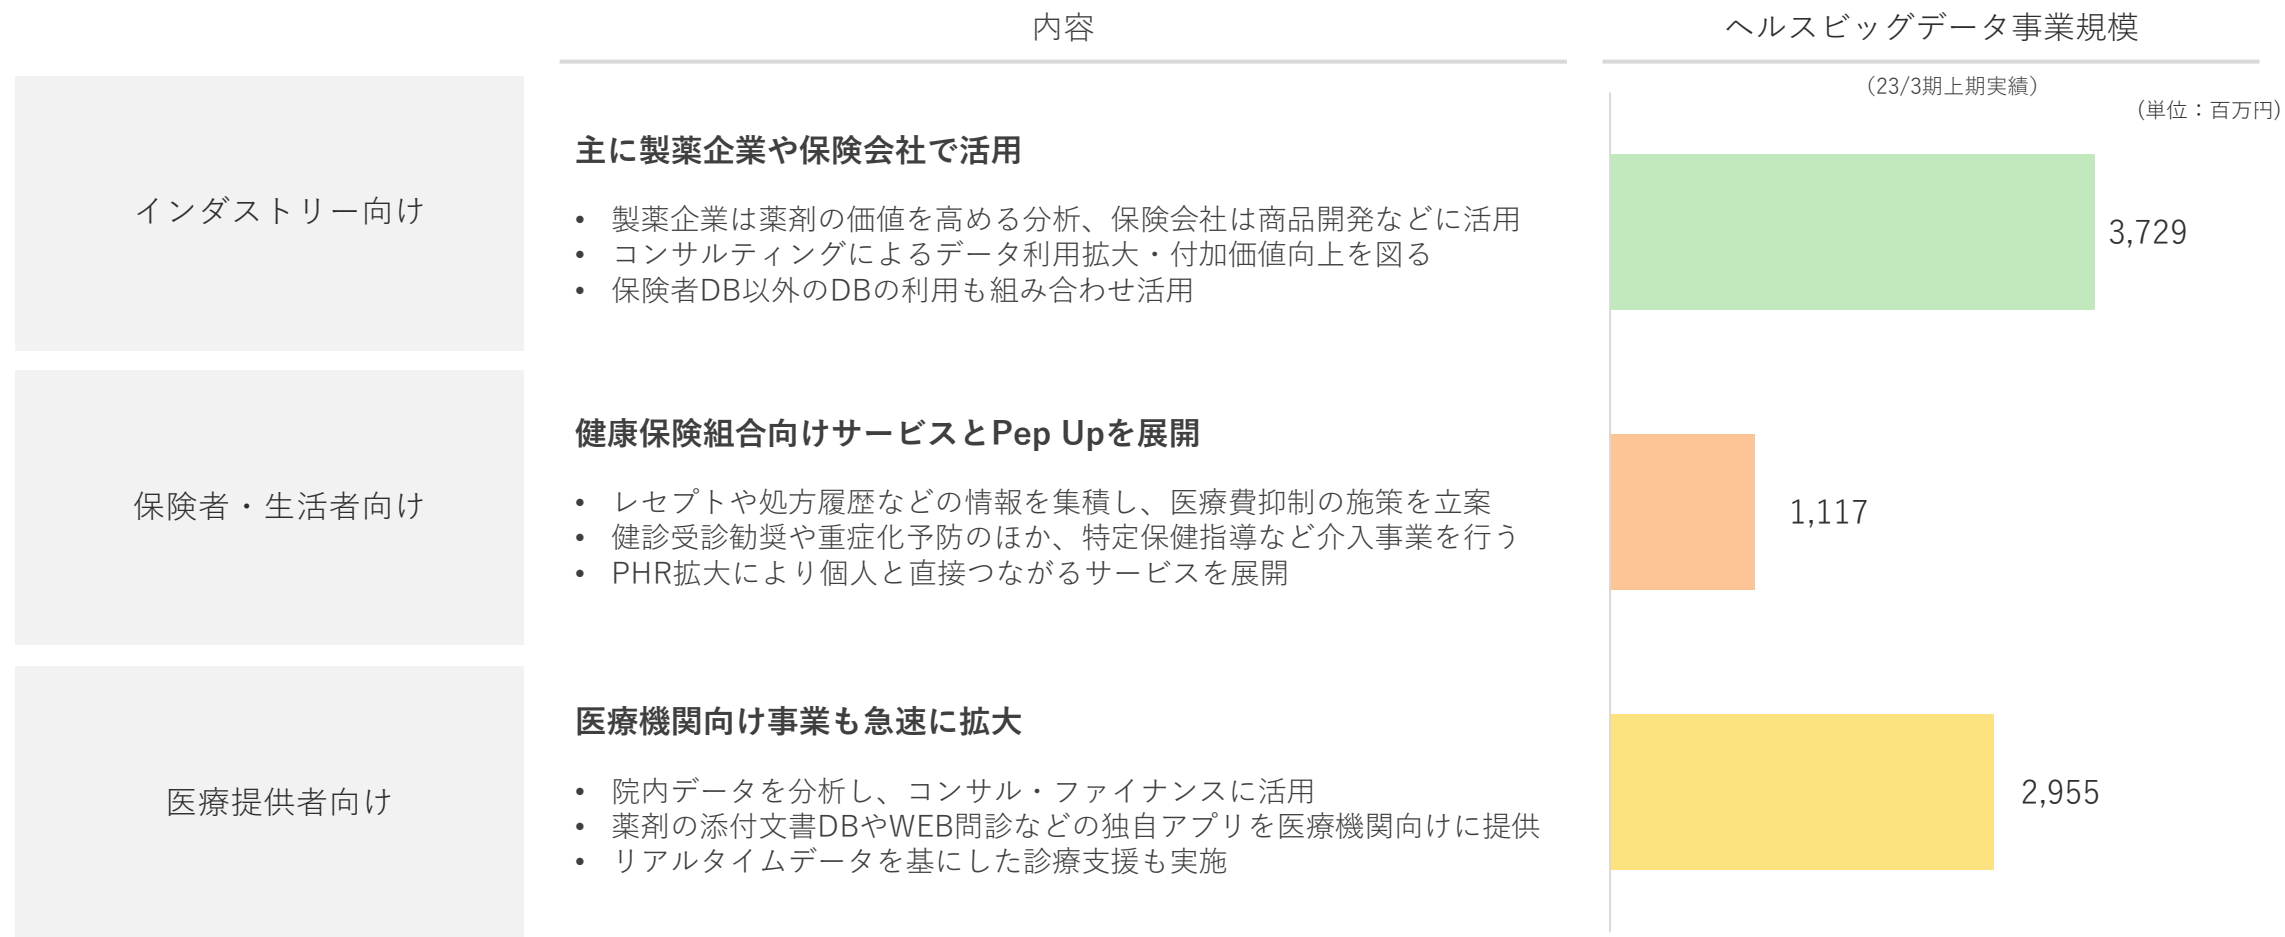 内容
ヘルスビッグデータ事業規模
（23/3期上期実績）
(単位：百万円)
インダストリー向け
主に製薬企業や保険会社で活用
• 製薬企業は薬剤の価値を高める分析、保険会社は商品開発などに活用
• コンサルティングによるデータ利用拡大・付加価値向上を図る
• 保険者DB以外のDBの利用も組み合わせ活用
3,729
保険者・生活者向け
健康保険組合向けサービスとPep Upを展開
• レセプトや処方履歴などの情報を集積し、医療費抑制の施策を立案
• 健診受診勧奨や重症化予防のほか、特定保健指導など介入事業を行う
• PHR拡大により個人と直接つながるサービスを展開
1,117
医療提供者向け
医療機関向け事業も急速に拡大
• 院内データを分析し、コンサル・ファイナンスに活用
• 薬剤の添付文書DBやWEB問診などの独自アプリを医療機関向けに提供
• リアルタイムデータを基にした診療支援も実施
2,955